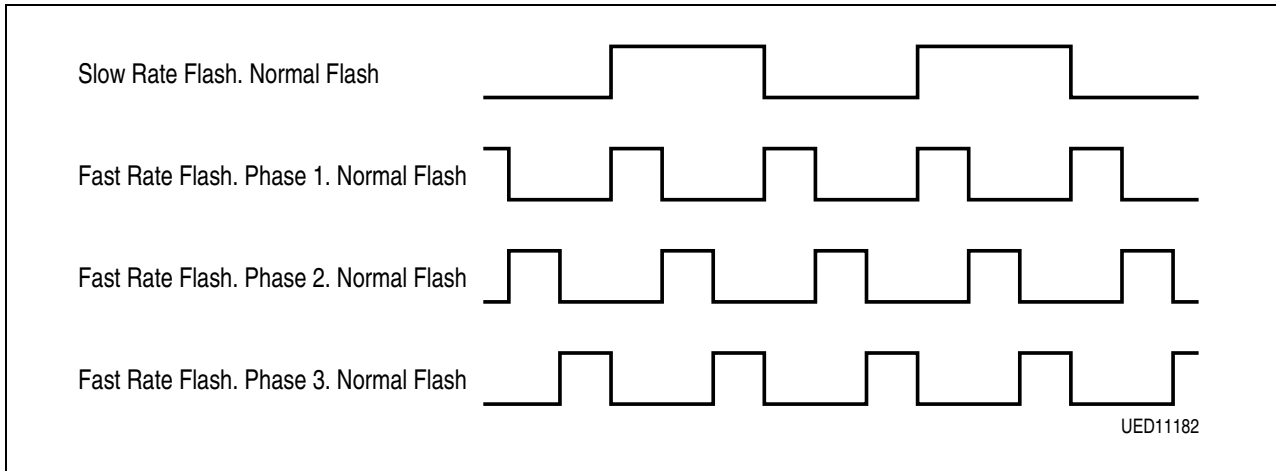 Slow Rate Flash. Normal Flash
Fast Rate Flash. Phase 1. Normal Flash
Fast Rate Flash. Phase 2. Normal Flash
Fast Rate Flash. Phase 3. Normal Flash
UED11182